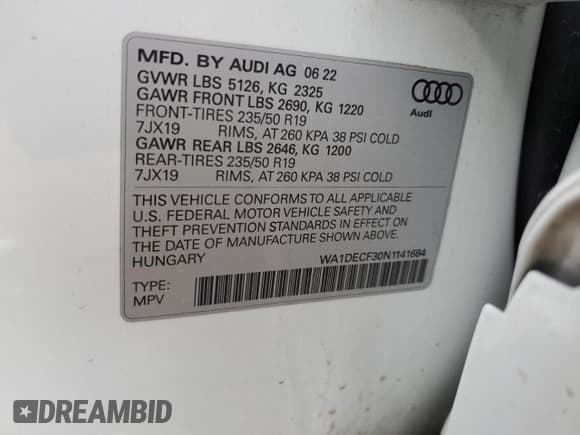 MFD. BY AUDI AG 06 22
GVWR LBS 5126, KG 2325
GAWR FRONT LBS 2690, KG 1220
FRONT-TIRES 235/50 R19
7JX19 RIMS, AT 260 KPA 38 PSI COLD
GAWR REAR LBS 2646, KG 1200
REAR-TIRES 235/50 R19
7JX19 RIMS, AT 260 KPA 38 PSI COLD
Audi
THIS VEHICLE CONFORMS TO ALL APPLICABLE
U.S. FEDERAL MOTOR VEHICLE SAFETY AND
THEFT PREVENTION STANDARDS IN EFFECT ON
THE DATE OF MANUFACTURE SHOWN ABOVE
HUNGARY
WA1DECF30N1141684
TYPE:
MPV
DREAMBID